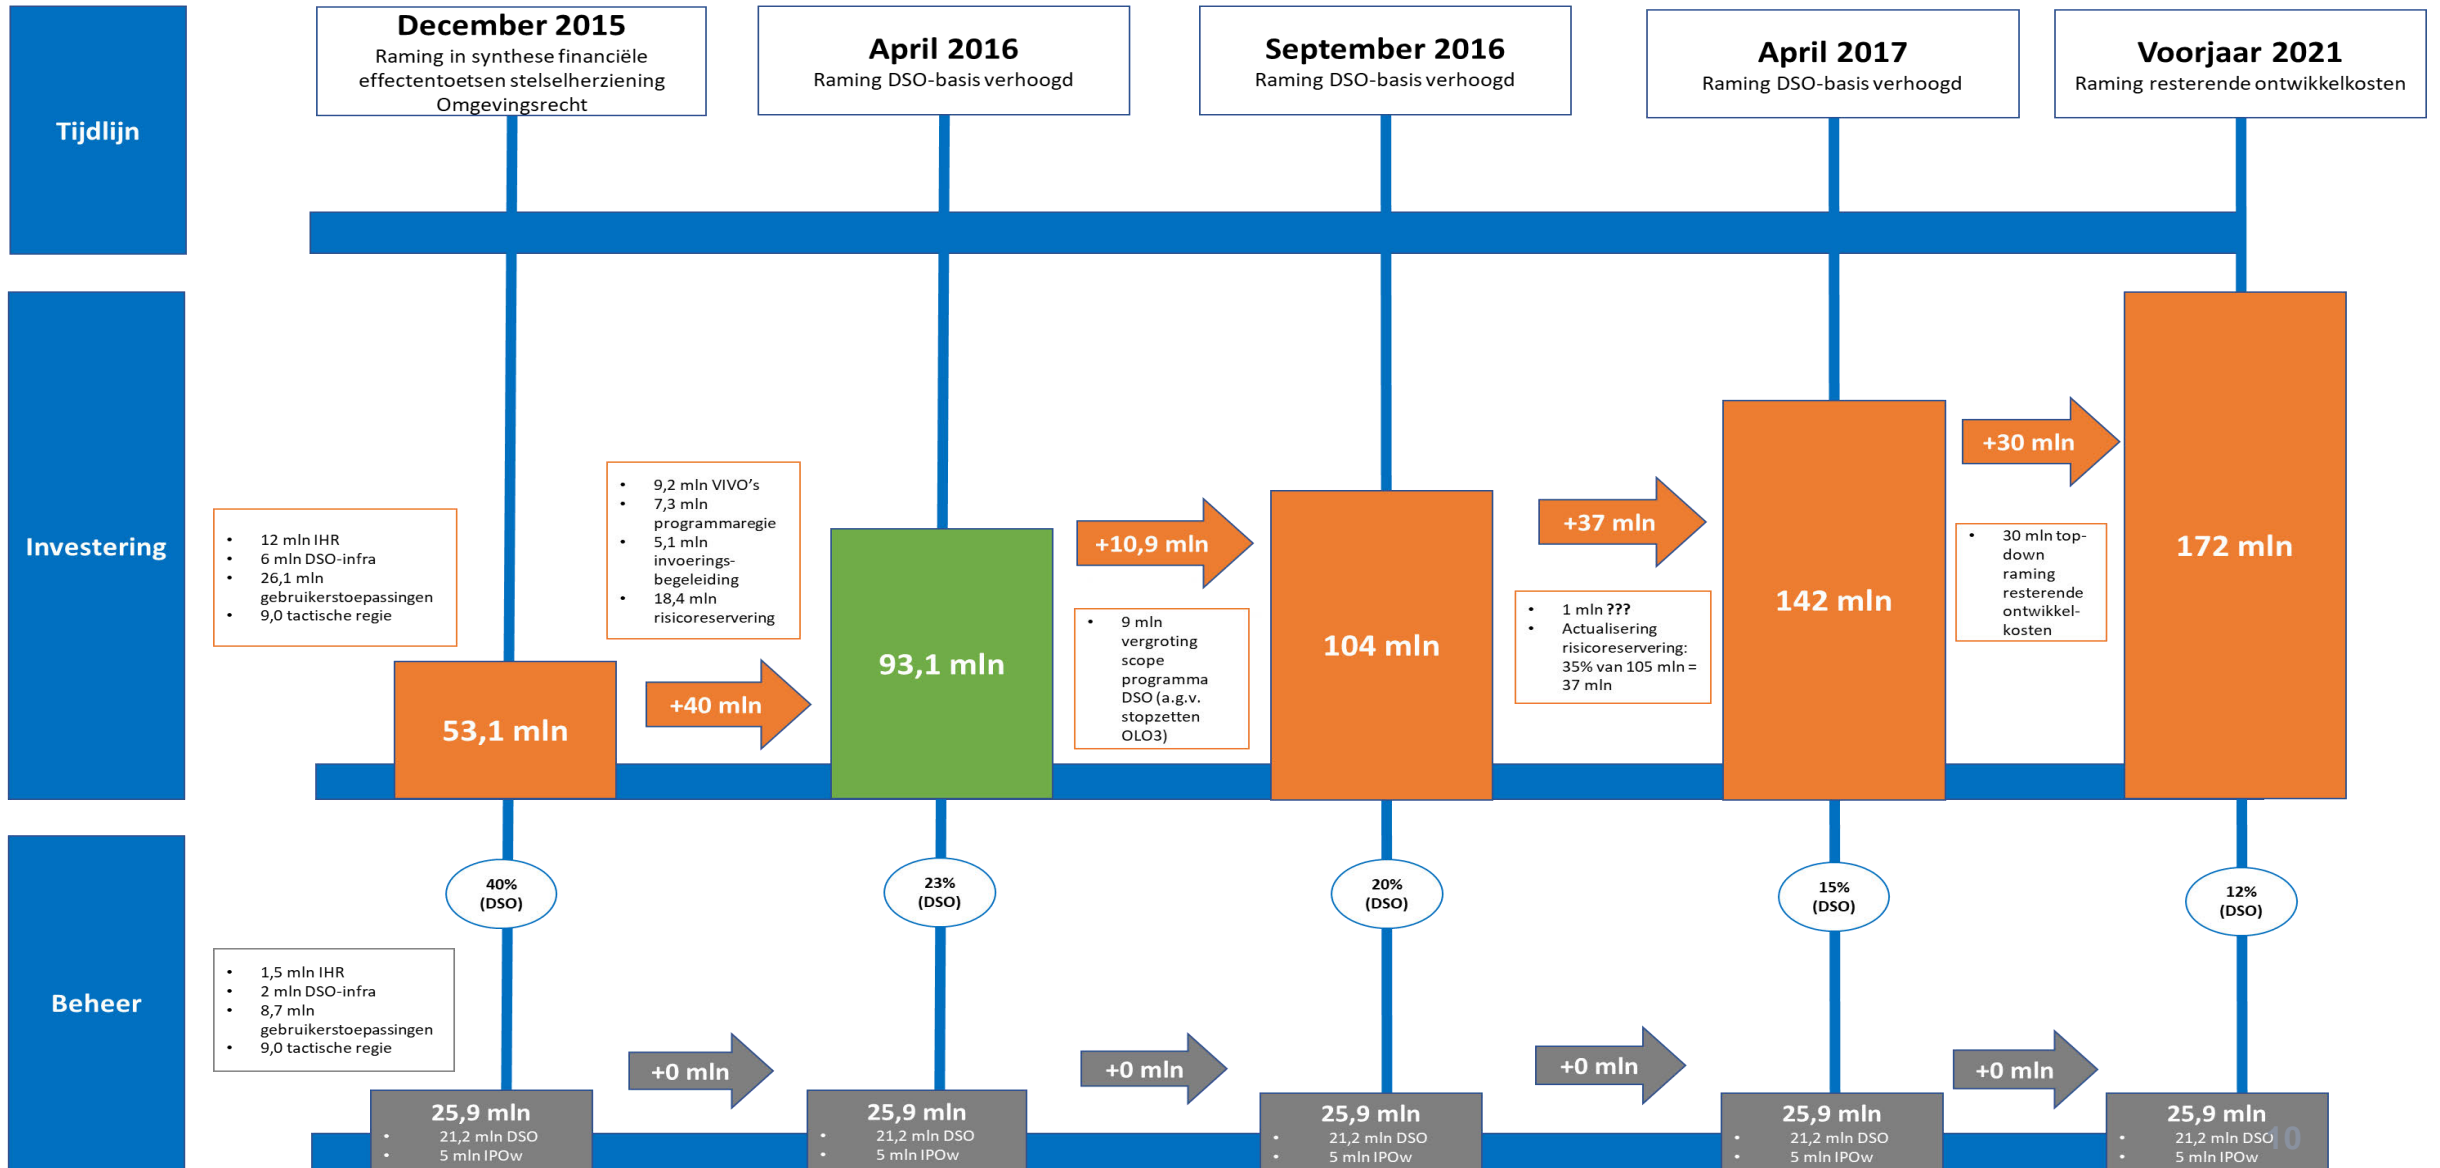 Tijdlijn
December 2015
Raming in synthese financiële
effectentoetsen stelselherziening
Omgevingsrecht
April 2016
Raming DSO-basis verhoogd
September 2016
Raming DSO-basis verhoogd
April 2017
Raming DSO-basis verhoogd
Voorjaar 2021
Raming resterende ontwikkelkosten
Investering
• 12 mln IHR
• 6 mln DSO-infra
• 26,1 mln
gebruikerstoepassingen
• 9,0 tactische regie
53,1 mln
• 9,2 mln VIVO’s
• 7,3 mln
programmaregie
• 5,1 mln
invoerings-
begeleiding
• 18,4 mln
risicoreservering
+40 mln
93,1 mln
+10,9 mln
• 9 mln
vergroting
scope
programma
DSO (a.g.v.
stopzetten
OLO3)
104 mln
+37 mln
• 1 mln ???
• Actualisering
risicoreservering:
35% van 105 mln =
37 mln
142 mln
+30 mln
• 30 mln top-
down
raming
resterende
ontwikkel-
kosten
172 mln
40%
(DSO)
23%
(DSO)
20%
(DSO)
15%
(DSO)
12%
(DSO)
Beheer
• 1,5 mln IHR
• 2 mln DSO-infra
• 8,7 mln
gebruikerstoepassingen
• 9,0 tactische regie
25,9 mln
• 21,2 mln DSO
• 5 mln IPOw
+0 mln
25,9 mln
• 21,2 mln DSO
• 5 mln IPOw
+0 mln
25,9 mln
• 21,2 mln DSO
• 5 mln IPOw
+0 mln
25,9 mln
• 21,2 mln DSO
• 5 mln IPOw
+0 mln
25,9 mln
• 21,2 mln DSO
• 5 mln IPOw
10